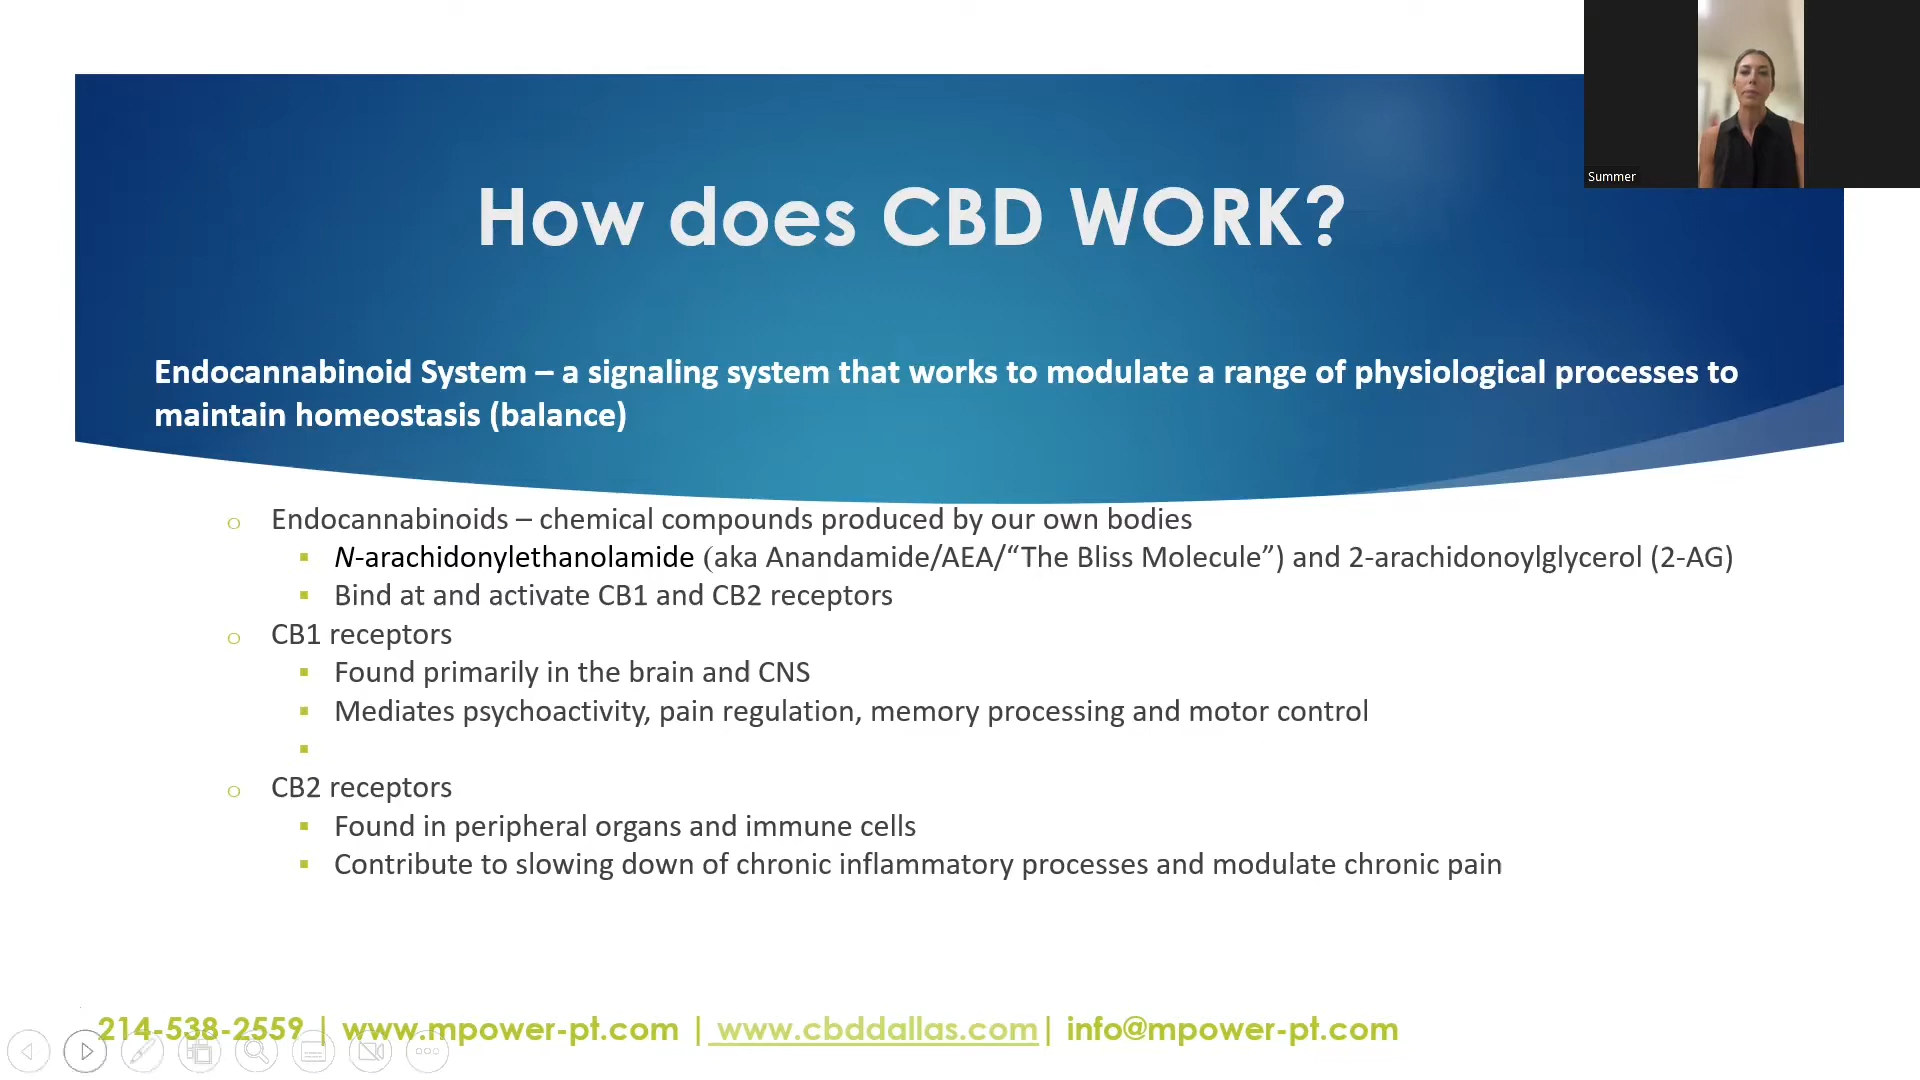 Summer
How does CBD WORK?
Endocannabinoid System – a signaling system that works to modulate a range of physiological processes to
maintain homeostasis (balance)
o Endocannabinoids – chemical compounds produced by our own bodies
▪ N-arachidonylethanolamide (aka Anandamide/AEA/“The Bliss Molecule”) and 2-arachidonoylglycerol (2-AG)
▪ Bind at and activate CB1 and CB2 receptors
o CB1 receptors
▪ Found primarily in the brain and CNS
▪ Mediates psychoactivity, pain regulation, memory processing and motor control
▪
o CB2 receptors
▪ Found in peripheral organs and immune cells
▪ Contribute to slowing down of chronic inflammatory processes and modulate chronic pain
214-538-2559 | www.mpower-pt.com | www.cbddallas.com| info@mpower-pt.com